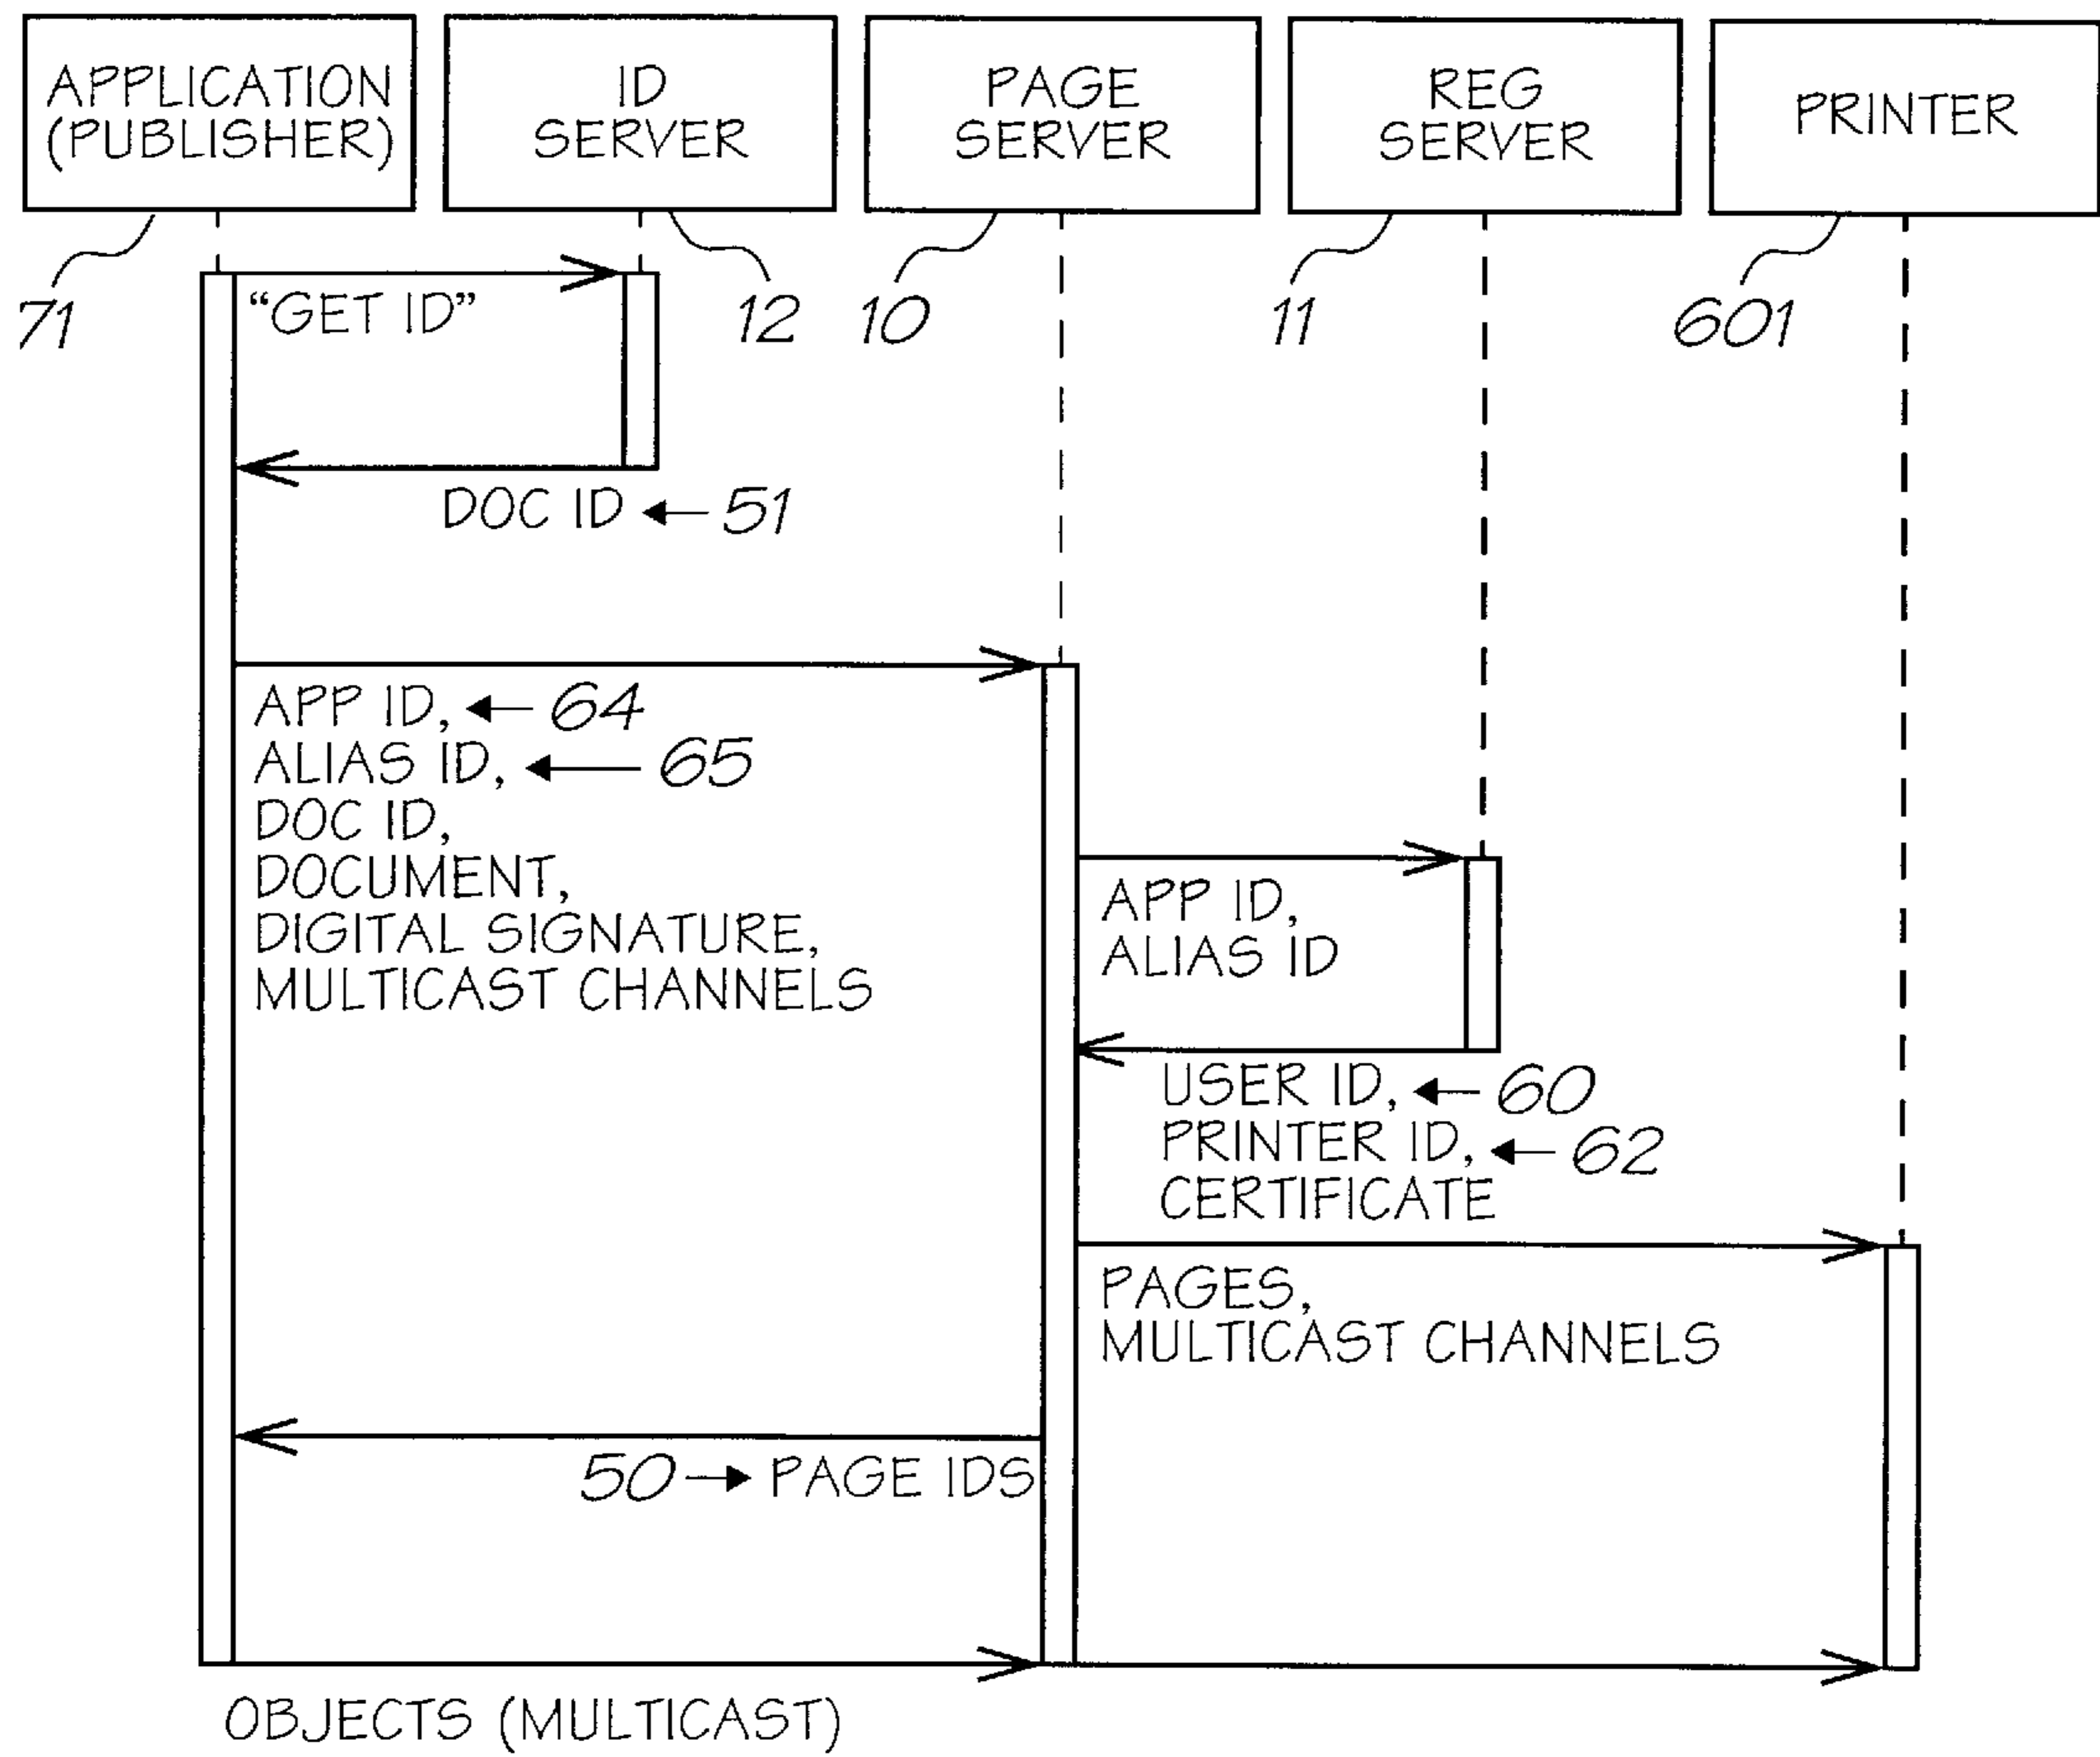 APPLICATION
(PUBLISHER)
ID
SERVER
PAGE
SERVER
REG
SERVER
PRINTER
71
12
10
11
601
“GET ID”
DOC ID
51
APP ID,
64
ALIAS ID,
65
DOC ID,
DOCUMENT,
DIGITAL SIGNATURE,
MULTICAST CHANNELS
APP ID,
ALIAS ID
USER ID,
60
PRINTER ID,
62
CERTIFICATE
PAGES,
MULTICAST CHANNELS
50
PAGE IDS
OBJECTS (MULTICAST)